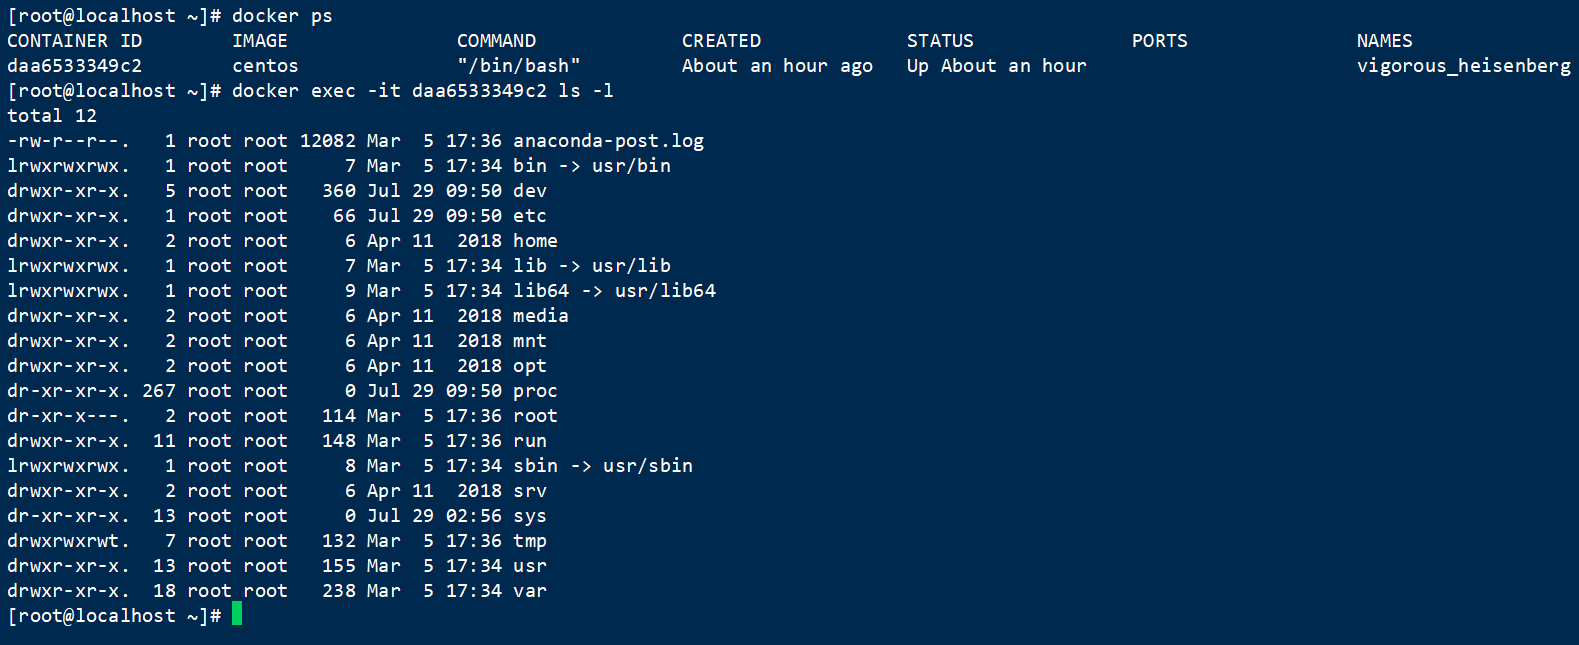 [root@localhost ~]# docker ps
CONTAINER ID        IMAGE               COMMAND             CREATED             STATUS              PORTS               NAMES
daa6533349c2        centos              "/bin/bash"         About an hour ago   Up About an hour                        vigorous_heisenberg
[root@localhost ~]# docker exec -it daa6533349c2 ls -l
total 12
-rw-r--r--.   1 root root 12082 Mar  5 17:36 anaconda-post.log
lrwxrwxrwx.   1 root root     7 Mar  5 17:34 bin -> usr/bin
drwxr-xr-x.   5 root root   360 Jul 29 09:50 dev
drwxr-xr-x.   1 root root    66 Jul 29 09:50 etc
drwxr-xr-x.   2 root root     6 Apr 11  2018 home
lrwxrwxrwx.   1 root root     7 Mar  5 17:34 lib -> usr/lib
lrwxrwxrwx.   1 root root     9 Mar  5 17:34 lib64 -> usr/lib64
drwxr-xr-x.   2 root root     6 Apr 11  2018 media
drwxr-xr-x.   2 root root     6 Apr 11  2018 mnt
drwxr-xr-x.   2 root root     6 Apr 11  2018 opt
dr-xr-xr-x. 267 root root     0 Jul 29 09:50 proc
dr-xr-x---.   2 root root   114 Mar  5 17:36 root
drwxr-xr-x.  11 root root   148 Mar  5 17:36 run
lrwxrwxrwx.   1 root root     8 Mar  5 17:34 sbin -> usr/sbin
drwxr-xr-x.   2 root root     6 Apr 11  2018 srv
dr-xr-xr-x.  13 root root     0 Jul 29 02:56 sys
drwxrwxrwt.   7 root root   132 Mar  5 17:36 tmp
drwxr-xr-x.  13 root root   155 Mar  5 17:34 usr
drwxr-xr-x.  18 root root   238 Mar  5 17:34 var
[root@localhost ~]#